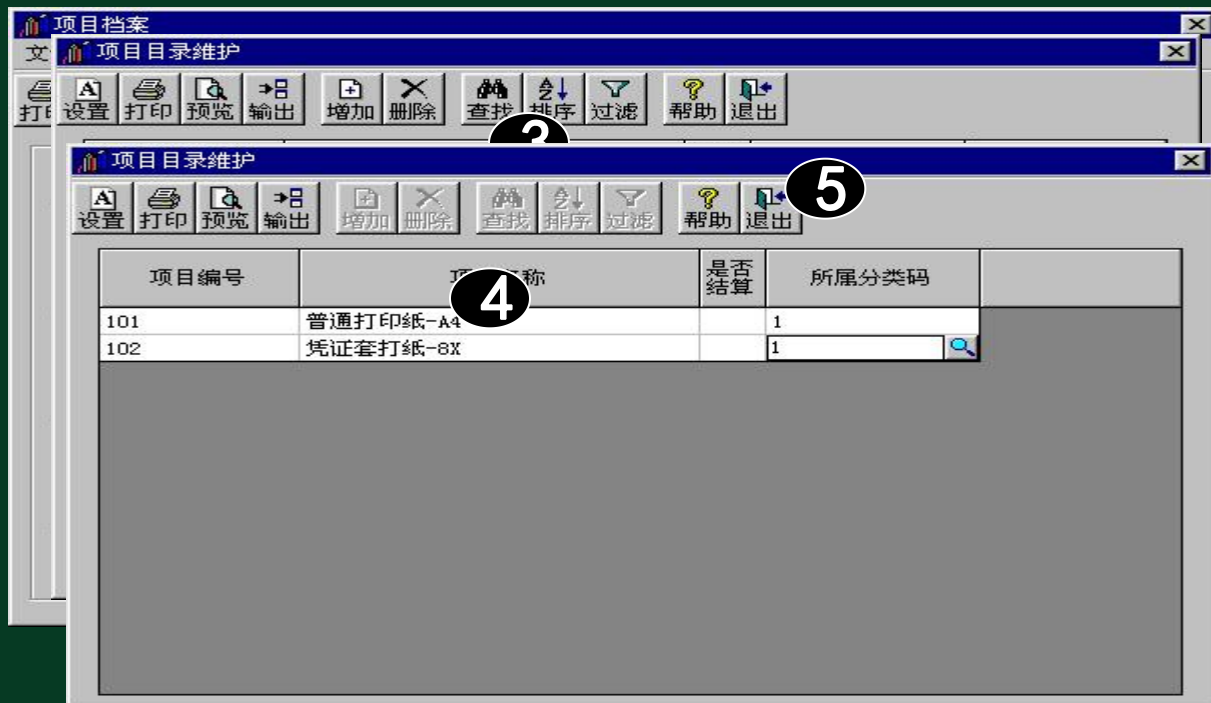 项目档案
文
项目目录维护
打
设置 打印 预览 输出 增加 删除 查找 排序 过滤 帮助 退出
3
项目目录维护
5
设置 打印 预览 输出 增加 删除 查找 排序 过滤 帮助 退出
项目编号 项 称 是否结算 所属分类码
4
101 普通打印纸-A4 1
102 凭证套打纸-8X 1